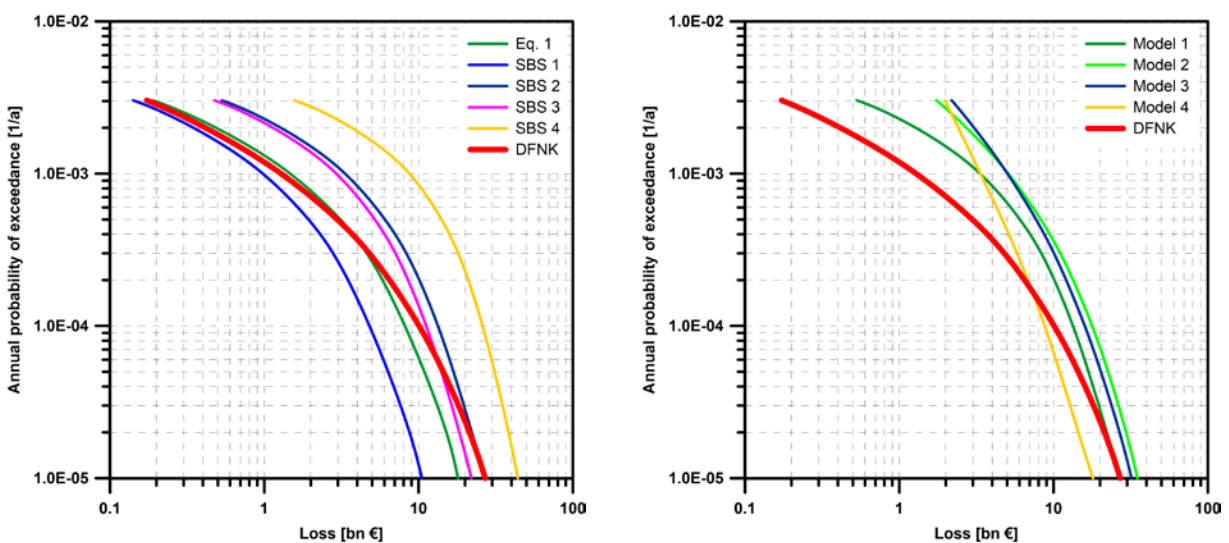 1.0E-02
1.0E-03
1.0E-04
1.0E-05
Annual probability of exceedance [1/a]
Eq. 1
SBS 1
SBS 2
SBS 3
SBS 4
DFNK
0.1 1 10 100
Loss [bn €]
1.0E-02
1.0E-03
1.0E-04
1.0E-05
Annual probability of exceedance [1/a]
Model 1
Model 2
Model 3
Model 4
DFNK
0.1 1 10 100
Loss [bn €]